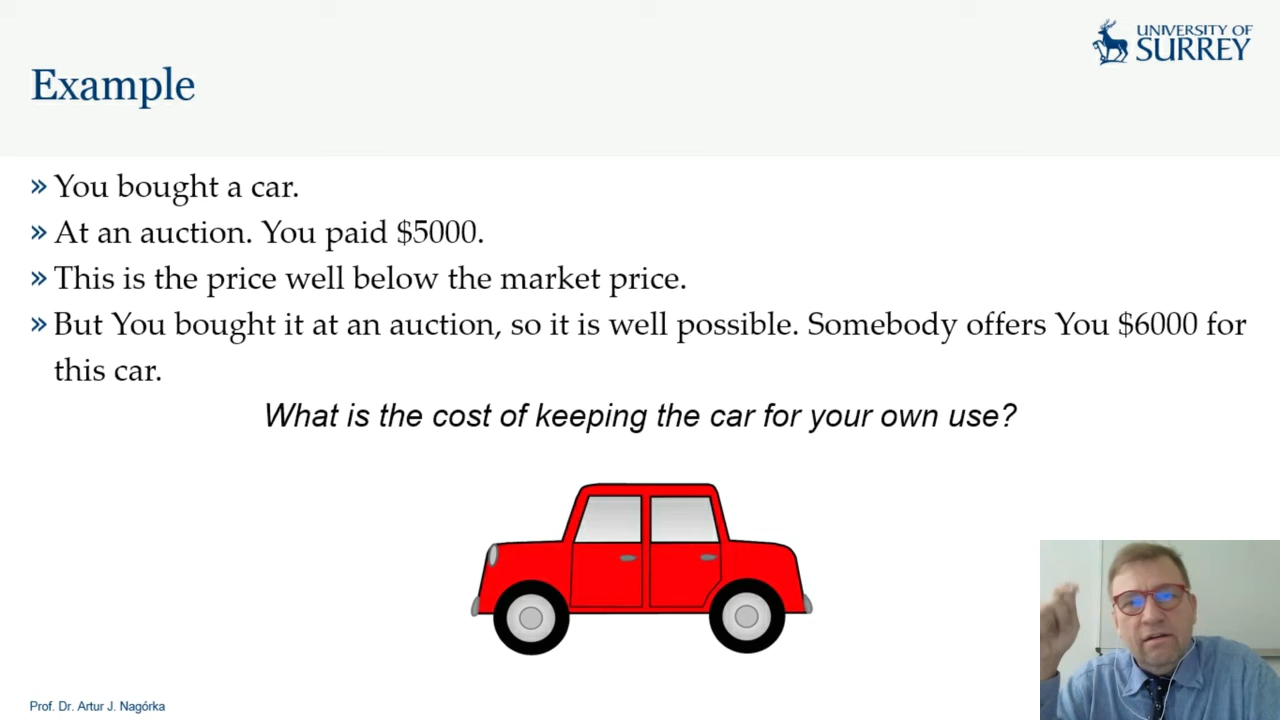 UNIVERSITY OF
SURREY
Example
» You bought a car.
» At an auction. You paid $5000.
» This is the price well below the market price.
» But You bought it at an auction, so it is well possible. Somebody offers You $6000 for
this car.
What is the cost of keeping the car for your own use?
Prof. Dr. Artur J. Nagórka